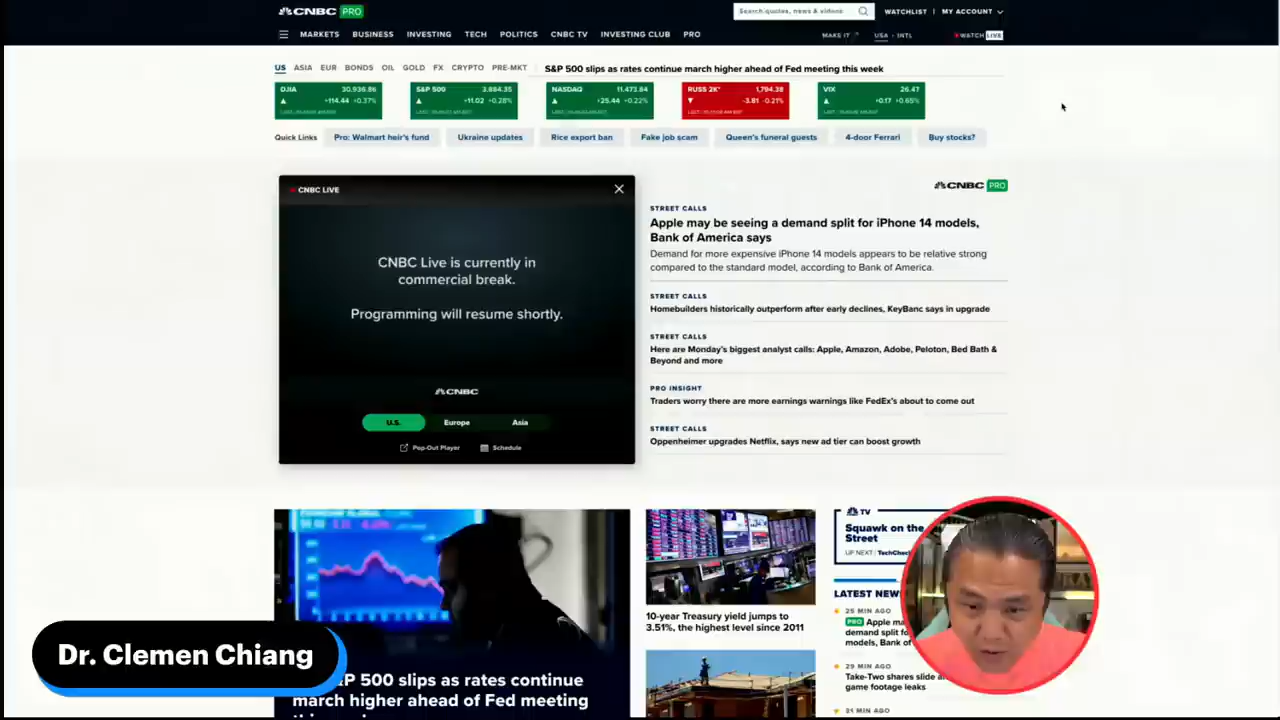 CNBC PRO
Search quotes, news & videos
WATCHLIST | MY ACCOUNT
MARKETS BUSINESS INVESTING TECH POLITICS CNBC TV INVESTING CLUB PRO
MAKE IT USA • INTL WATCH LIVE
US ASIA EUR BONDS OIL GOLD FX CRYPTO PRE-MKT
S&P 500 slips as rates continue march higher ahead of Fed meeting this week
DJIA 30,936.86
+114.44 +0.37%
S&P 500 3,884.35
+11.02 +0.28%
NASDAQ 11,473.84
+25.44 +0.22%
RUSS 2K* 1,794.38
-3.81 -0.21%
VIX 26.47
+0.17 +0.65%
Quick Links
Pro: Walmart heir's fund
Ukraine updates
Rice export ban
Fake job scam
Queen's funeral guests
4-door Ferrari
Buy stocks?
CNBC LIVE
CNBC Live is currently in
commercial break.
Programming will resume shortly.
CNBC
U.S. Europe Asia
Pop-Out Player Schedule
CNBC PRO
STREET CALLS
Apple may be seeing a demand split for iPhone 14 models,
Bank of America says
Demand for more expensive iPhone 14 models appears to be relative strong
compared to the standard model, according to Bank of America.
STREET CALLS
Homebuilders historically outperform after early declines, KeyBanc says in upgrade
STREET CALLS
Here are Monday's biggest analyst calls: Apple, Amazon, Adobe, Peloton, Bed Bath &
Beyond and more
PRO INSIGHT
Traders worry there are more earnings warnings like FedEx's about to come out
STREET CALLS
Oppenheimer upgrades Netflix, says new ad tier can boost growth
P 500 slips as rates continue
march higher ahead of Fed meeting
10-year Treasury yield jumps to
3.51%, the highest level since 2011
TV
Squawk on the
Street
UP NEXT | TechChec
LATEST NEW
25 MIN AGO
PRO Apple ma
demand split fo
models, Bank of
29 MIN AGO
Take-Two shares slide a
game footage leaks
31 MIN AGO
Dr. Clemen Chiang